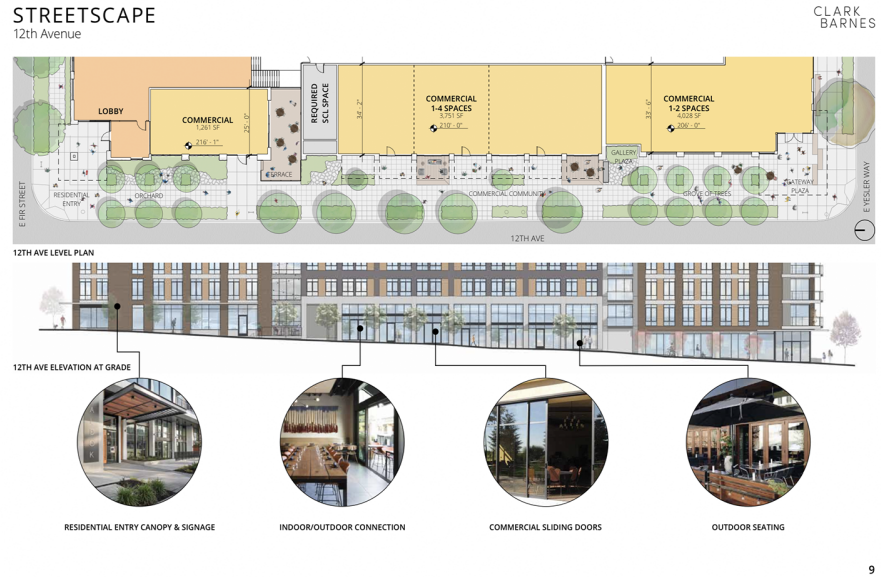 STREETSCAPE
12th Avenue
CLARK
BARNES
LOBBY
COMMERCIAL
1,261 SF
216' - 1"
25' - 0"
TERRACE
REQUIRED
SCL SPACE
34' - 2"
COMMERCIAL
1-4 SPACES
3,751 SF
210' - 0"
33' - 6"
COMMERCIAL
1-2 SPACES
4,028 SF
206' - 0"
GALLERY
PLAZA
RESIDENTIAL
ENTRY
ORCHARD
COMMERCIAL COMMUNITY
GROVE OF TREES
GATEWAY
PLAZA
E FIR STREET
E YESLER WAY
12TH AVE
12TH AVE LEVEL PLAN
12TH AVE ELEVATION AT GRADE
RESIDENTIAL ENTRY CANOPY & SIGNAGE
INDOOR/OUTDOOR CONNECTION
COMMERCIAL SLIDING DOORS
OUTDOOR SEATING
9